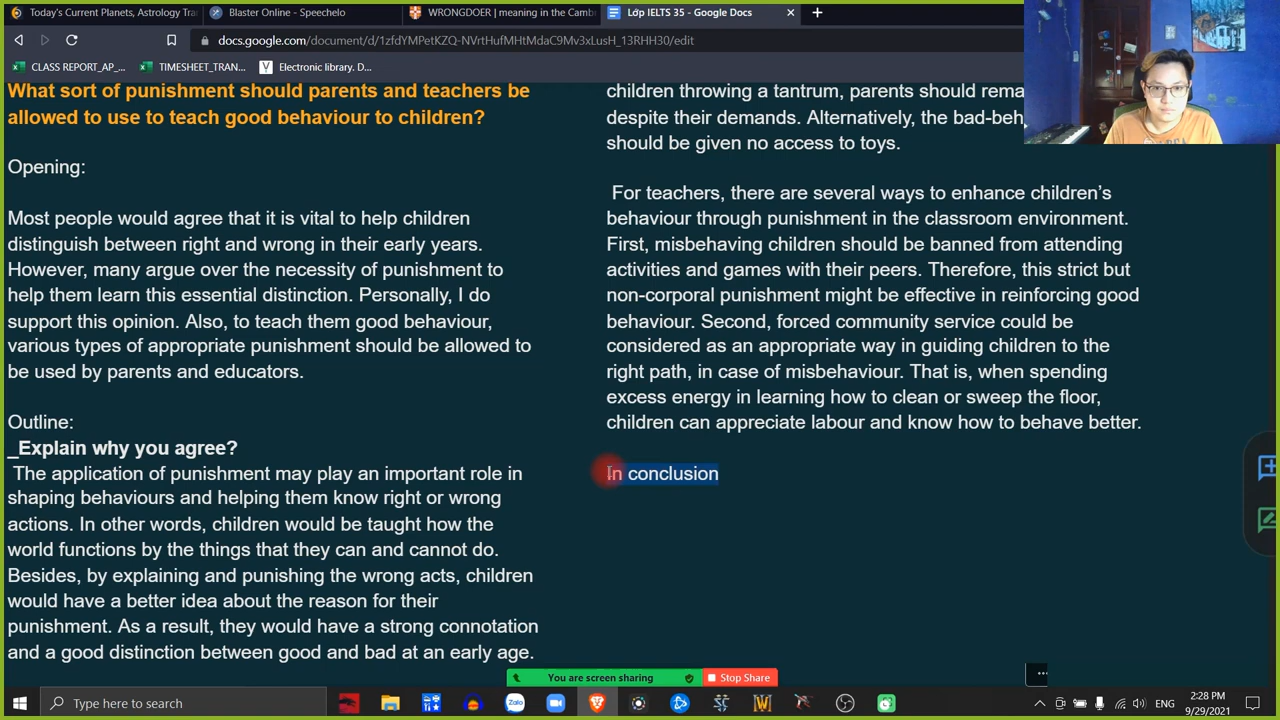 Today's Current Planets, Astrology Tra
Blaster Online - Speechelo
WRONGDOER | meaning in the Camb
Lớp IELTS 35 - Google Docs
docs.google.com/document/d/1zfdYMPetKZQ-NVrtHufMHtMdaC9Mv3xLusH_13RHH30/edit
CLASS REPORT_AP_...
TIMESHEET_TRAN...
Electronic library. D...
What sort of punishment should parents and teachers be
allowed to use to teach good behaviour to children?
Opening:
Most people would agree that it is vital to help children
distinguish between right and wrong in their early years.
However, many argue over the necessity of punishment to
help them learn this essential distinction. Personally, I do
support this opinion. Also, to teach them good behaviour,
various types of appropriate punishment should be allowed to
be used by parents and educators.
Outline:
_Explain why you agree?
The application of punishment may play an important role in
shaping behaviours and helping them know right or wrong
actions. In other words, children would be taught how the
world functions by the things that they can and cannot do.
Besides, by explaining and punishing the wrong acts, children
would have a better idea about the reason for their
punishment. As a result, they would have a strong connotation
and a good distinction between good and bad at an early age.
children throwing a tantrum, parents should rema
despite their demands. Alternatively, the bad-beh
should be given no access to toys.
For teachers, there are several ways to enhance children's
behaviour through punishment in the classroom environment.
First, misbehaving children should be banned from attending
activities and games with their peers. Therefore, this strict but
non-corporal punishment might be effective in reinforcing good
behaviour. Second, forced community service could be
considered as an appropriate way in guiding children to the
right path, in case of misbehaviour. That is, when spending
excess energy in learning how to clean or sweep the floor,
children can appreciate labour and know how to behave better.
In conclusion
You are screen sharing
Stop Share
Type here to search
Zalo
ENG
2:28 PM
9/29/2021